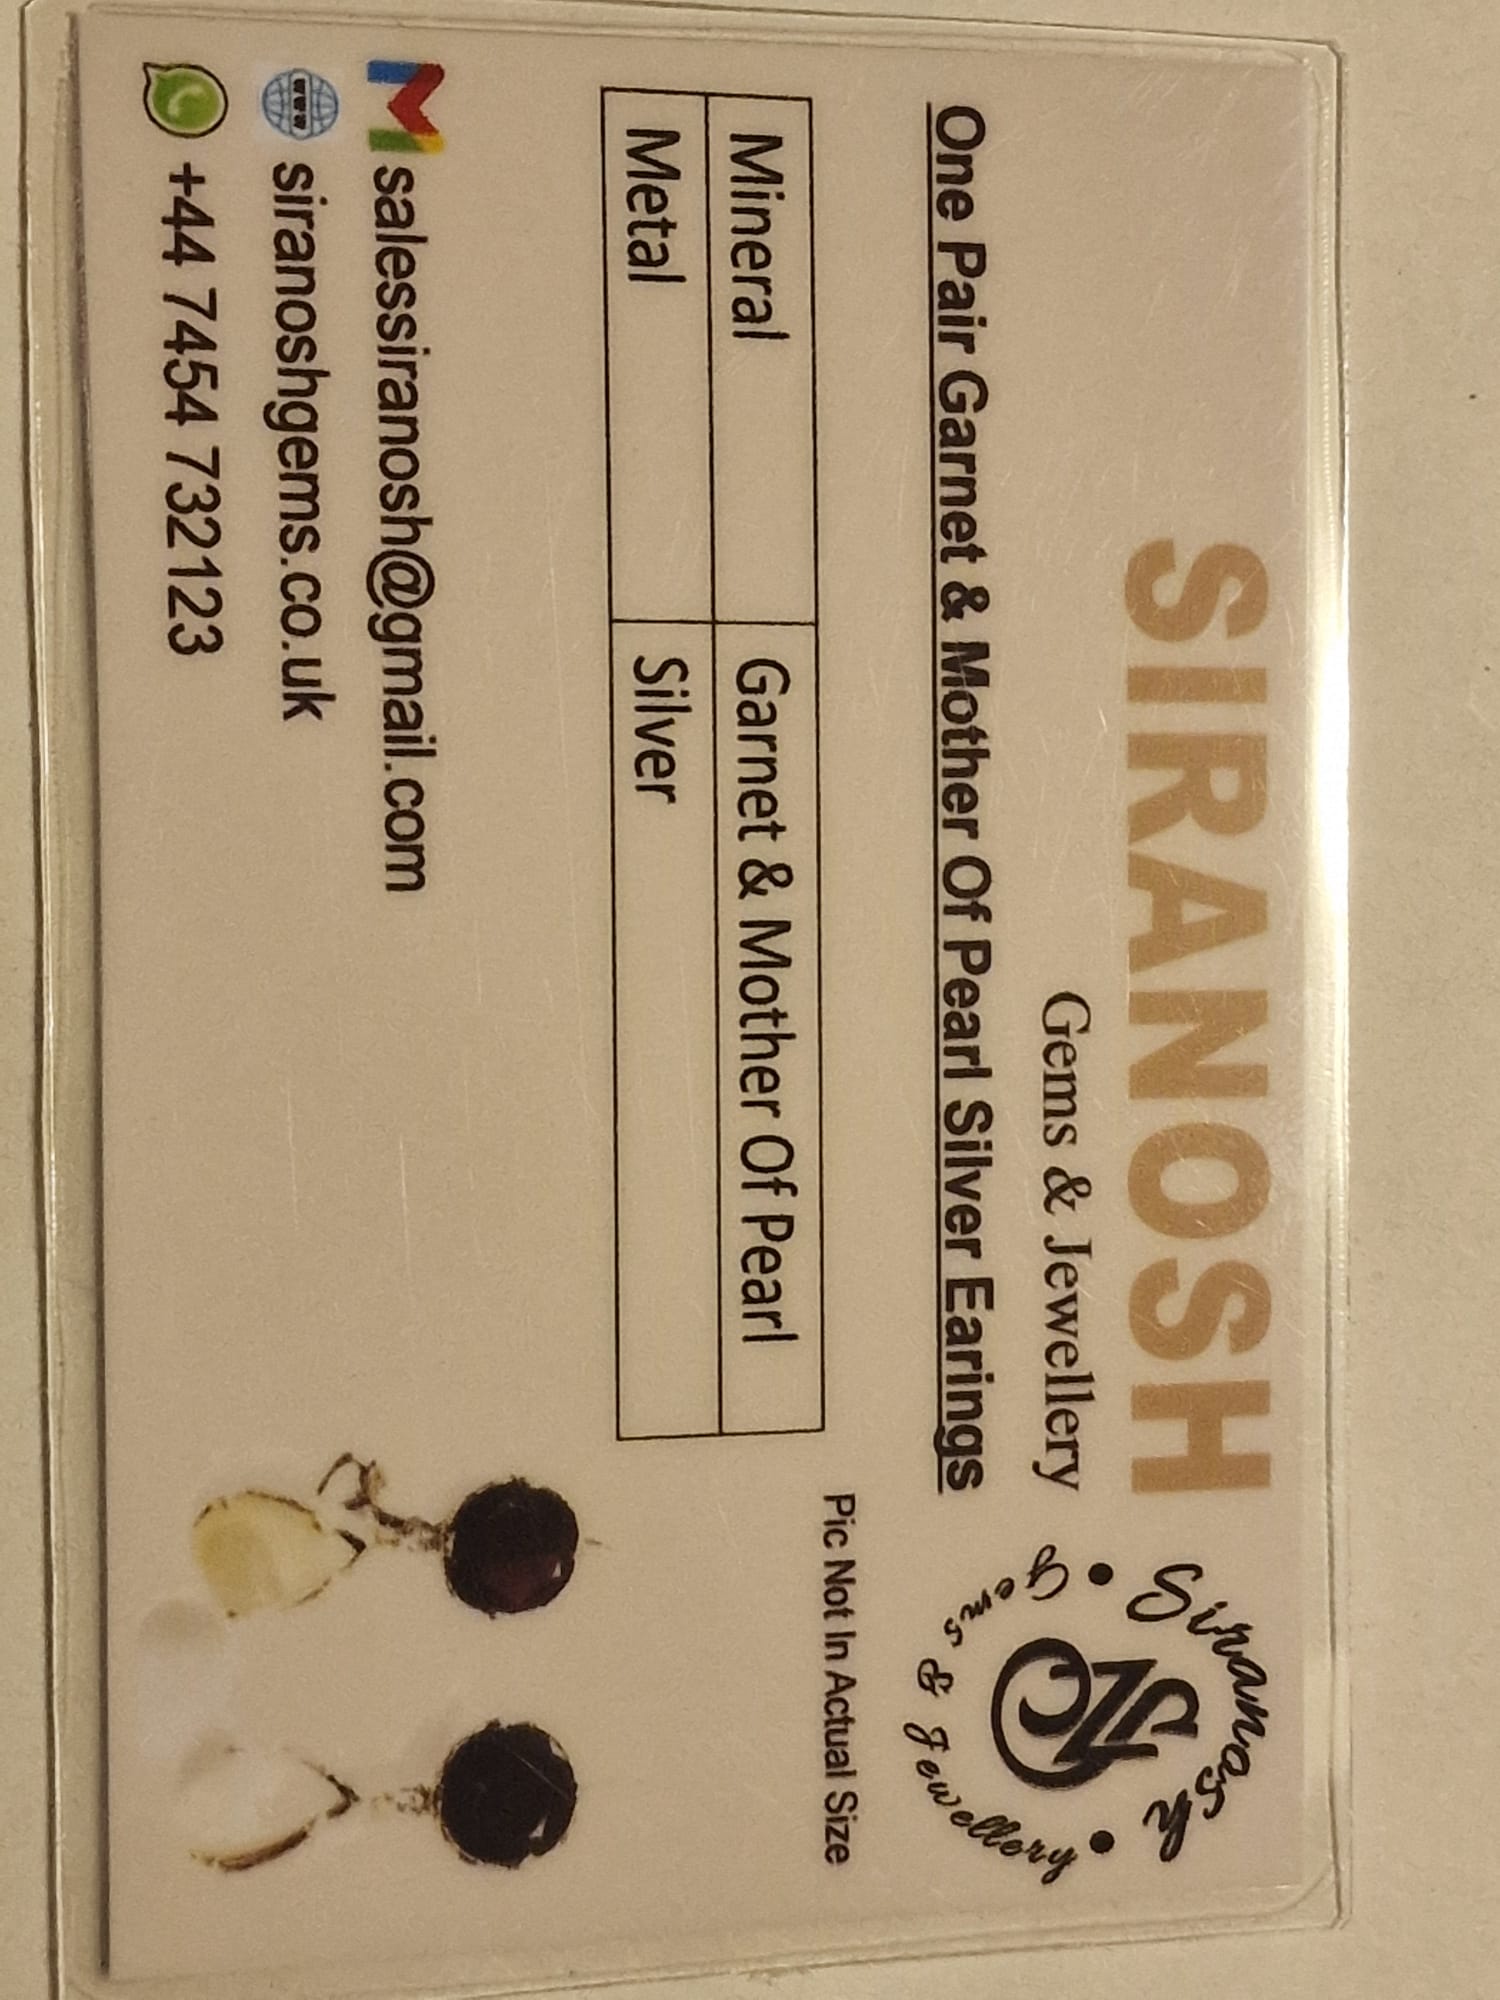 SIRANOSH
Gems & Jewellery
Siranosh
Gems & Jewellery
One Pair Garnet & Mother Of Pearl Silver Earings
Pic Not In Actual Size
Mineral Garnet & Mother Of Pearl
Metal Silver
salessiranosh@gmail.com
www siranoshgems.co.uk
+44 7454 732123